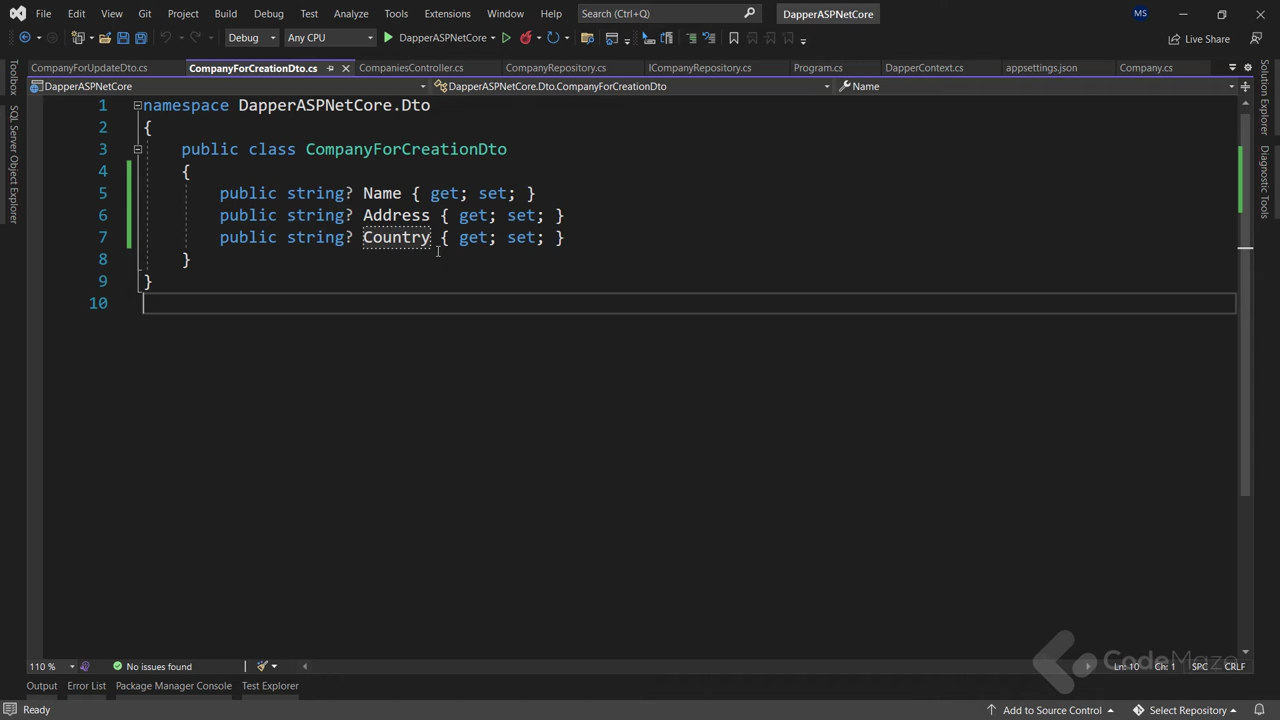 File Edit View Git Project Build Debug Test Analyze Tools Extensions Window Help Search (Ctrl+Q) DapperASPNetCore MS
Debug Any CPU DapperASPNetCore Live Share
CompanyForUpdateDto.cs CompanyForCreationDto.cs CompaniesController.cs CompanyRepository.cs ICompanyRepository.cs Program.cs DapperContext.cs appsettings.json Company.cs
DapperASPNetCore DapperASPNetCore.Dto.CompanyForCreationDto Name
Toolbox
SQL Server Object Explorer
Solution Explorer
Diagnostic Tools
1 namespace DapperASPNetCore.Dto
2 {
3 public class CompanyForCreationDto
4 {
5 public string? Name { get; set; }
6 public string? Address { get; set; }
7 public string? Country { get; set; }
8 }
9 }
10
110 % No issues found Ln: 10 Ch: 1 SPC CRLF
CodeMaze
Output Error List Package Manager Console Test Explorer
Ready Add to Source Control Select Repository